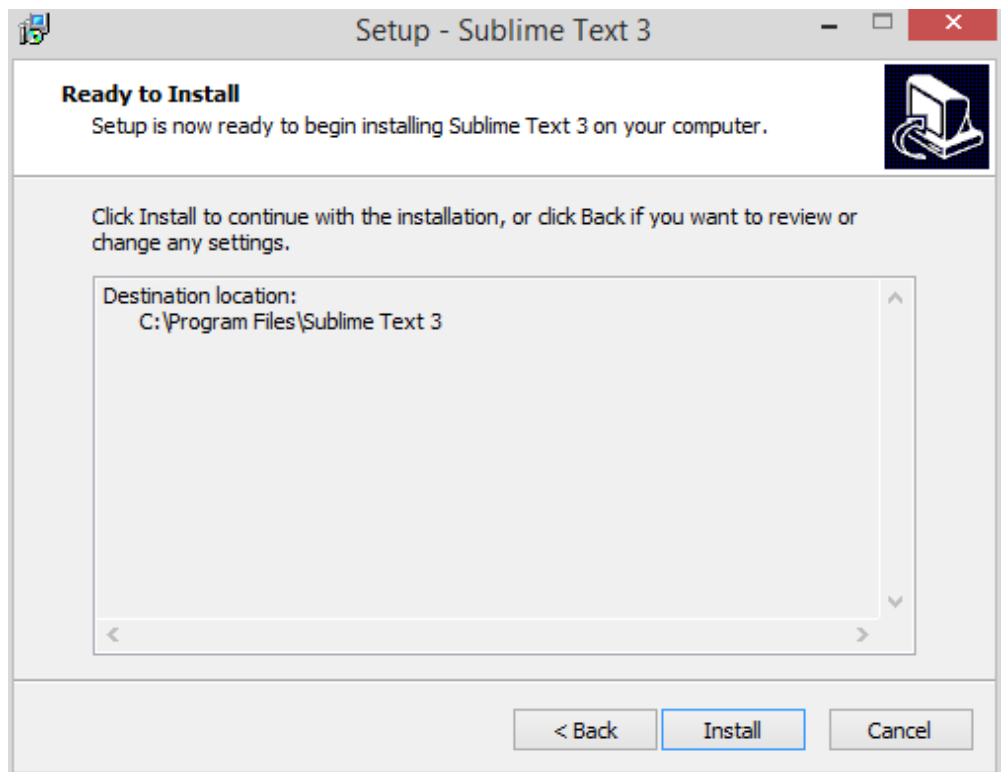 Setup - Sublime Text 3
Ready to Install
Setup is now ready to begin installing Sublime Text 3 on your computer.
Click Install to continue with the installation, or click Back if you want to review or
change any settings.
Destination location:
C:\Program Files\Sublime Text 3
< Back
Install
Cancel